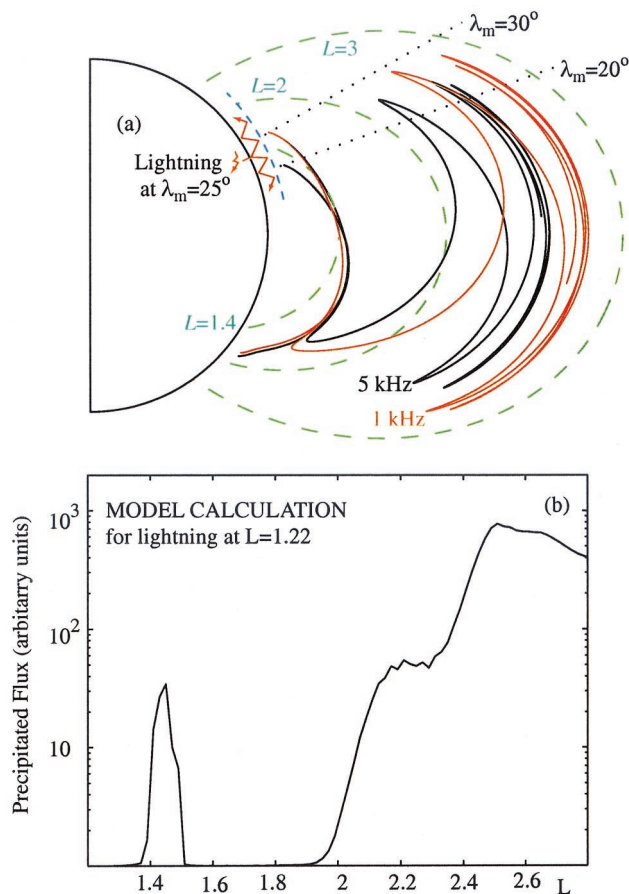 λm=30°
L=3
λm=20°
L=2
(a)
Lightning
at λm=25°
L=1.4
5 kHz
1 kHz
MODEL CALCULATION
for lightning at L=1.22
(b)
Precipitated Flux (arbitarry units)
10³
10²
10
1.4 1.6 1.8 2 2.2 2.4 2.6 L